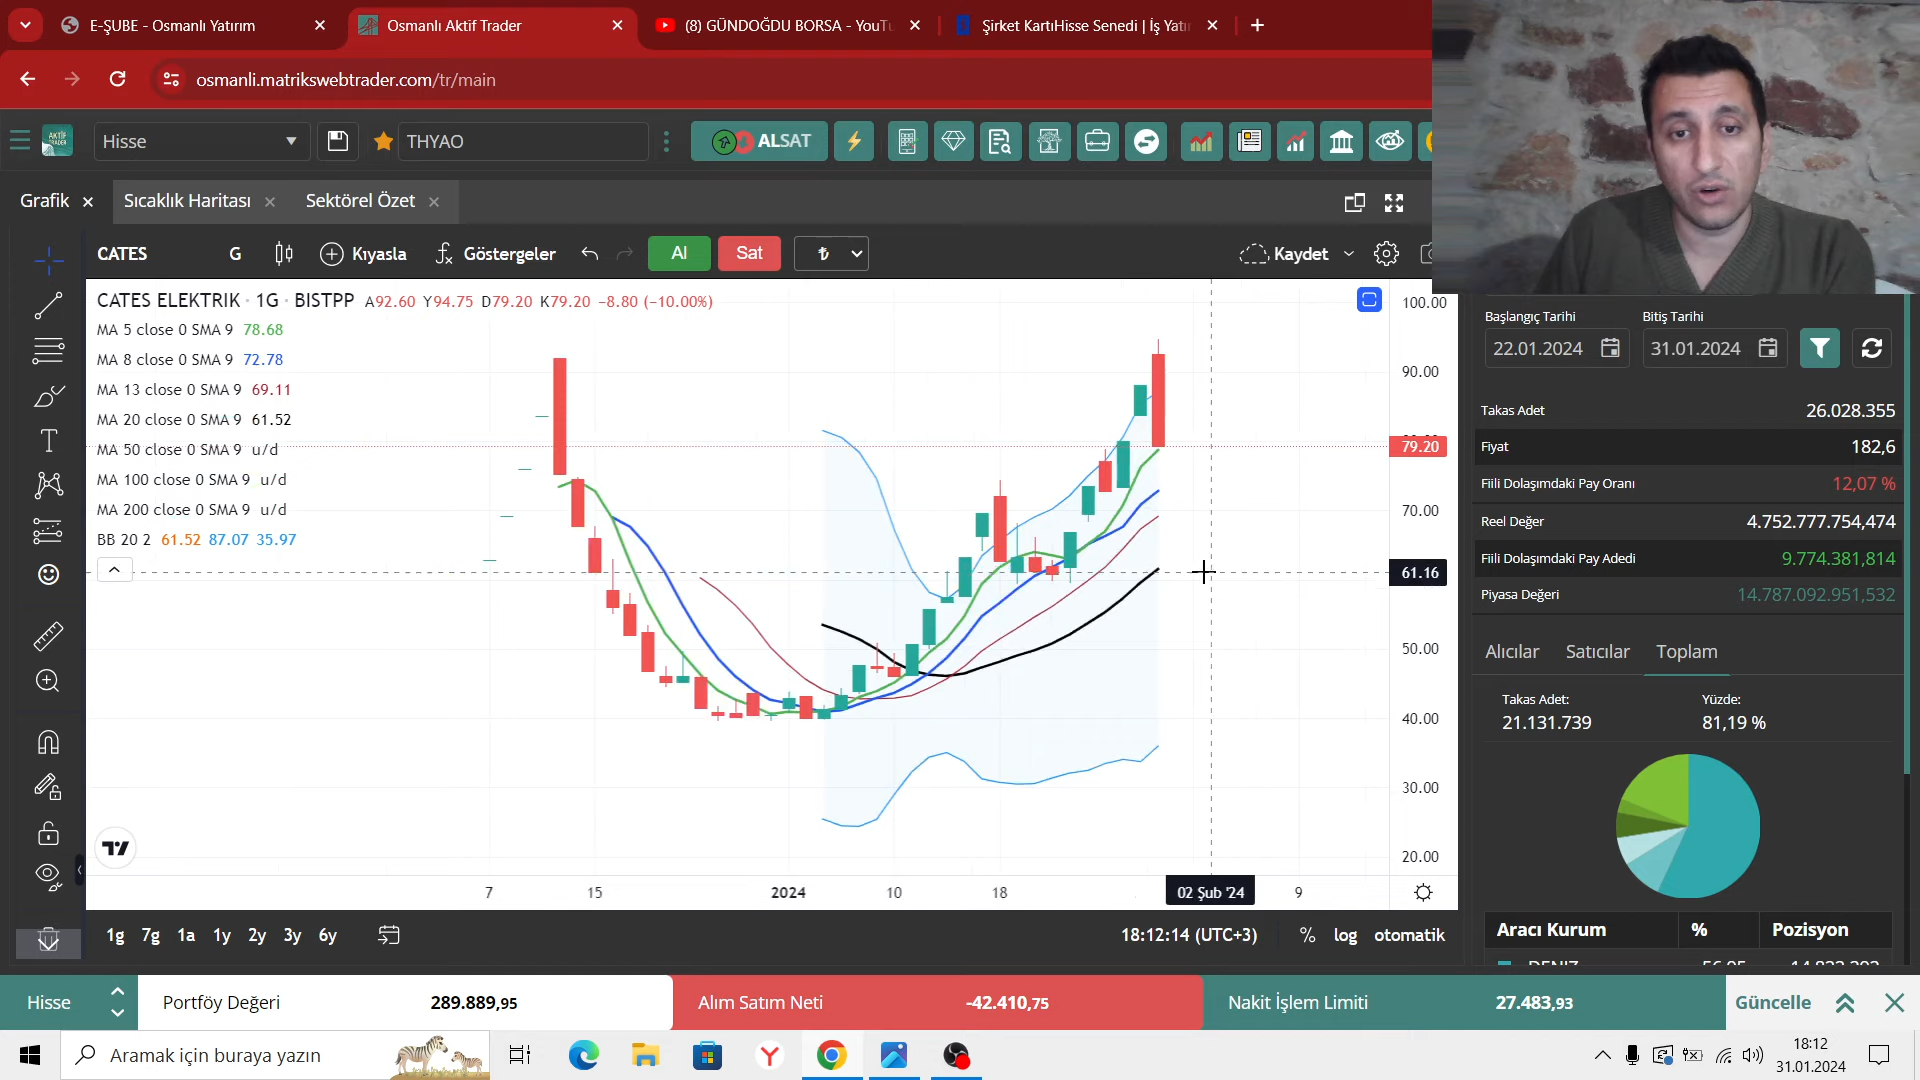 E-ŞUBE - Osmanlı Yatırım
Osmanlı Aktif Trader
(8) GÜNDOĞDU BORSA - YouTu
Şirket KartıHisse Senedi | İş Yatır
osmanli.matrikswebtrader.com/tr/main
AKTİF
TRADER
Hisse
THYAO
ALSAT
Grafik
Sıcaklık Haritası
Sektörel Özet
CATES
G
Kıyasla
Göstergeler
Al
Sat
₺
Kaydet
CATES ELEKTRIK · 1G · BISTPP A92.60 Y94.75 D79.20 K79.20 −8.80 (−10.00%)
MA 5 close 0 SMA 9 78.68
MA 8 close 0 SMA 9 72.78
MA 13 close 0 SMA 9 69.11
MA 20 close 0 SMA 9 61.52
MA 50 close 0 SMA 9 u/d
MA 100 close 0 SMA 9 u/d
MA 200 close 0 SMA 9 u/d
BB 20 2 61.52 87.07 35.97
100.00
90.00
79.20
70.00
61.16
50.00
40.00
30.00
20.00
7
15
2024
10
18
02 Şub '24
9
1g
7g
1a
1y
2y
3y
6y
18:12:14 (UTC+3)
%
log
otomatik
Başlangıç Tarihi
Bitiş Tarihi
22.01.2024
31.01.2024
Takas Adet 26.028.355
Fiyat 182,6
Fiili Dolaşımdaki Pay Oranı 12,07 %
Reel Değer 4.752.777.754,474
Fiili Dolaşımdaki Pay Adedi 9.774.381,814
Piyasa Değeri 14.787.092.951,532
Alıcılar
Satıcılar
Toplam
Takas Adet:
Yüzde:
21.131.739
81,19 %
Aracı Kurum
%
Pozisyon
Hisse
Portföy Değeri 289.889,95
Alım Satım Neti -42.410,75
Nakit İşlem Limiti 27.483,93
Güncelle
Aramak için buraya yazın
18:12
31.01.2024